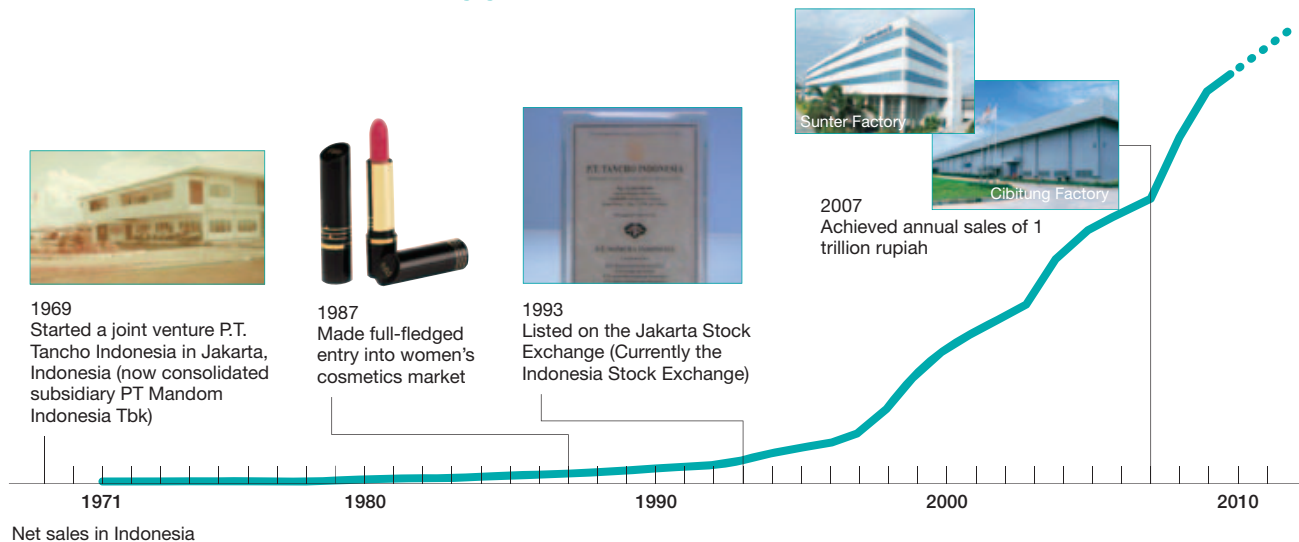 Sunter Factory
Cibitung Factory
P.T. TANCHO INDONESIA
1969
Started a joint venture P.T.
Tancho Indonesia in Jakarta,
Indonesia (now consolidated
subsidiary PT Mandom
Indonesia Tbk)
1987
Made full-fledged
entry into women’s
cosmetics market
1993
Listed on the Jakarta Stock
Exchange (Currently the
Indonesia Stock Exchange)
2007
Achieved annual sales of 1
trillion rupiah
1971
1980
1990
2000
2010
Net sales in Indonesia